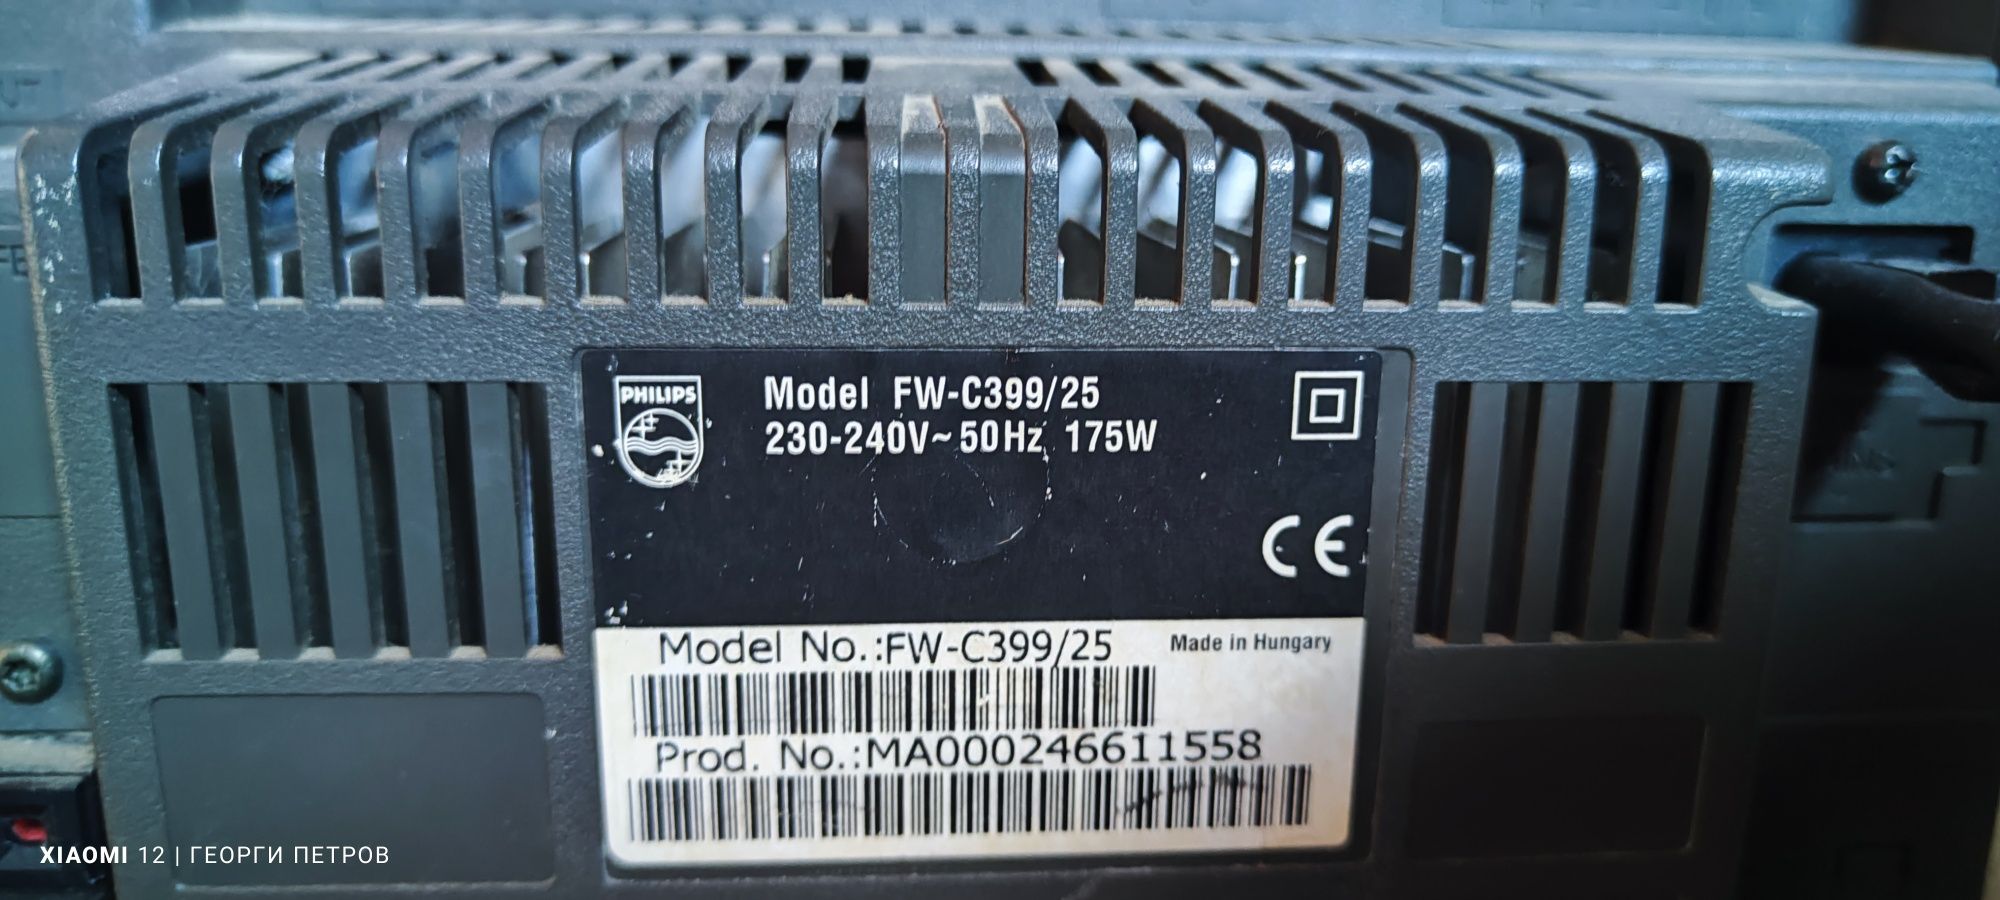 PHILIPS
Model FW-C399/25
230-240V~50Hz 175W
CE
Model No.:FW-C399/25
Made in Hungary
Prod. No.:MA000246611558
XIAOMI 12 | ГЕОРГИ ПЕТРОВ